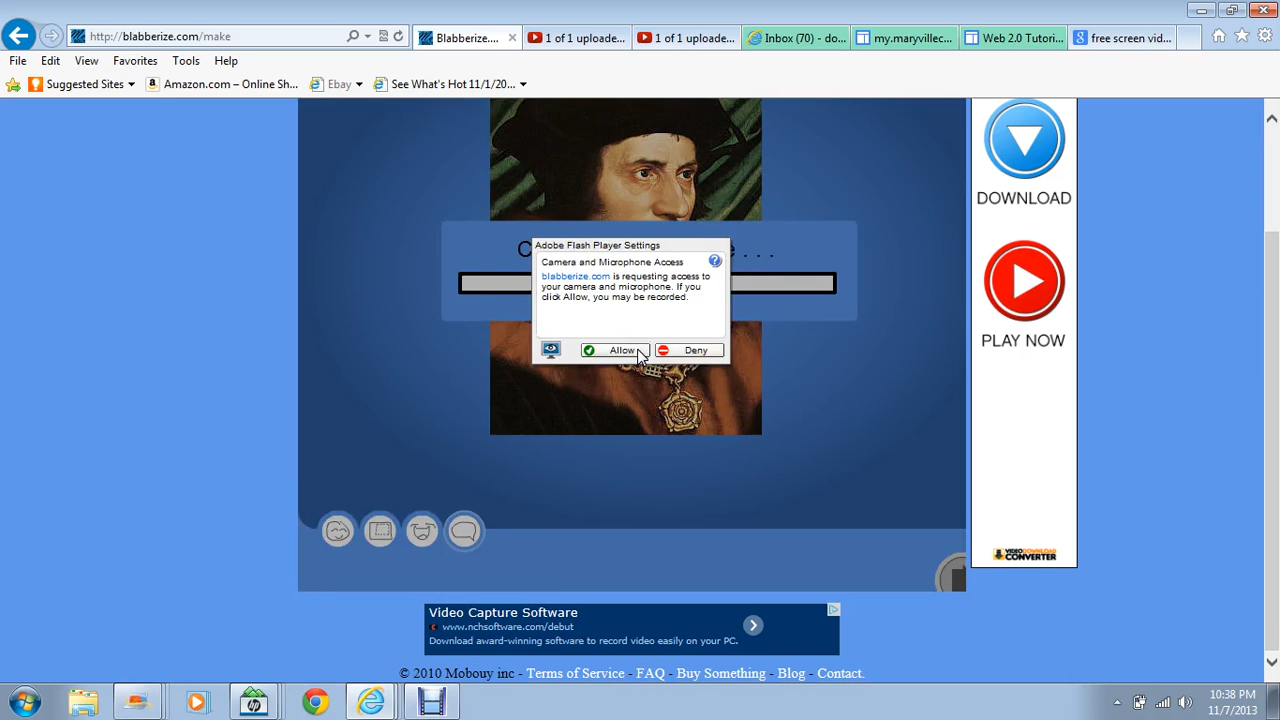 http://blabberize.com/make
Blabberize....
1 of 1 uploade...
1 of 1 uploade...
Inbox (70) - do...
my.maryvillec...
Web 2.0 Tutori...
free screen vid...
File Edit View Favorites Tools Help
Suggested Sites
Amazon.com – Online Sh...
Ebay
See What's Hot 11/1/20...
DOWNLOAD
PLAY NOW
VIDEODOWNLOAD
CONVERTER
Adobe Flash Player Settings
Camera and Microphone Access
blabberize.com is requesting access to
your camera and microphone. If you
click Allow, you may be recorded.
Allow
Deny
Video Capture Software
www.nchsoftware.com/debut
Download award-winning software to record video easily on your PC.
© 2010 Mobouy inc - Terms of Service - FAQ - Buy Something - Blog - Contact.
10:38 PM
11/7/2013